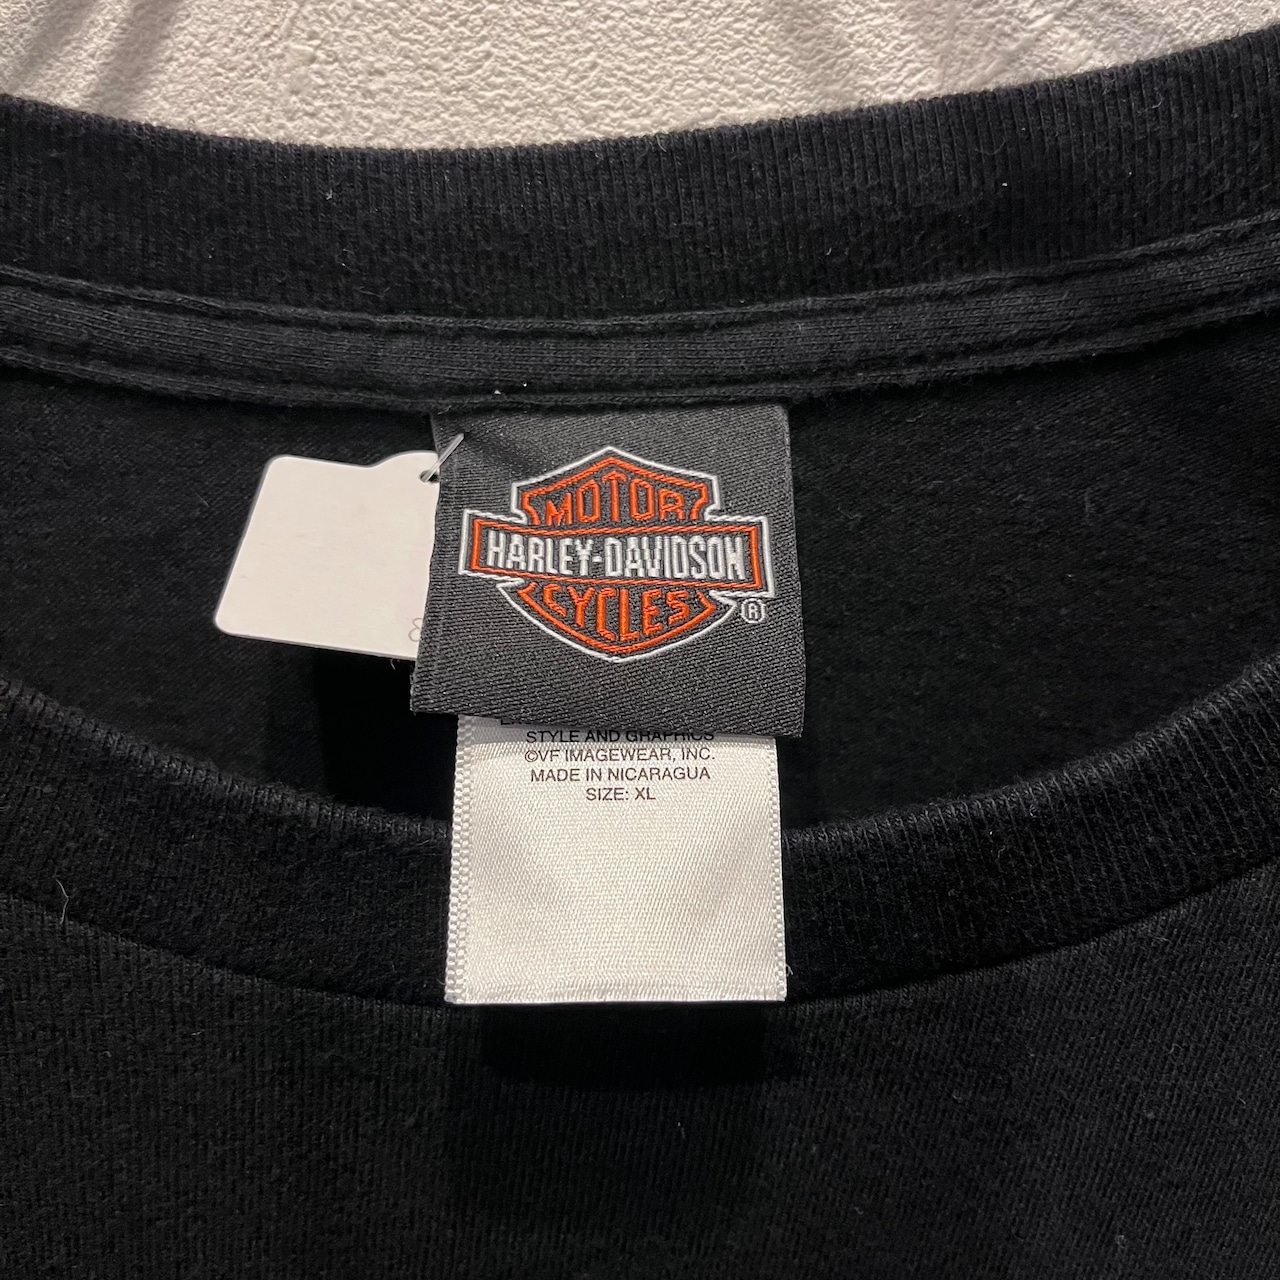 MOTOR
HARLEY-DAVIDSON
CYCLES
®
STYLE AND GRAPHICS
©VF IMAGEWEAR, INC.
MADE IN NICARAGUA
SIZE: XL